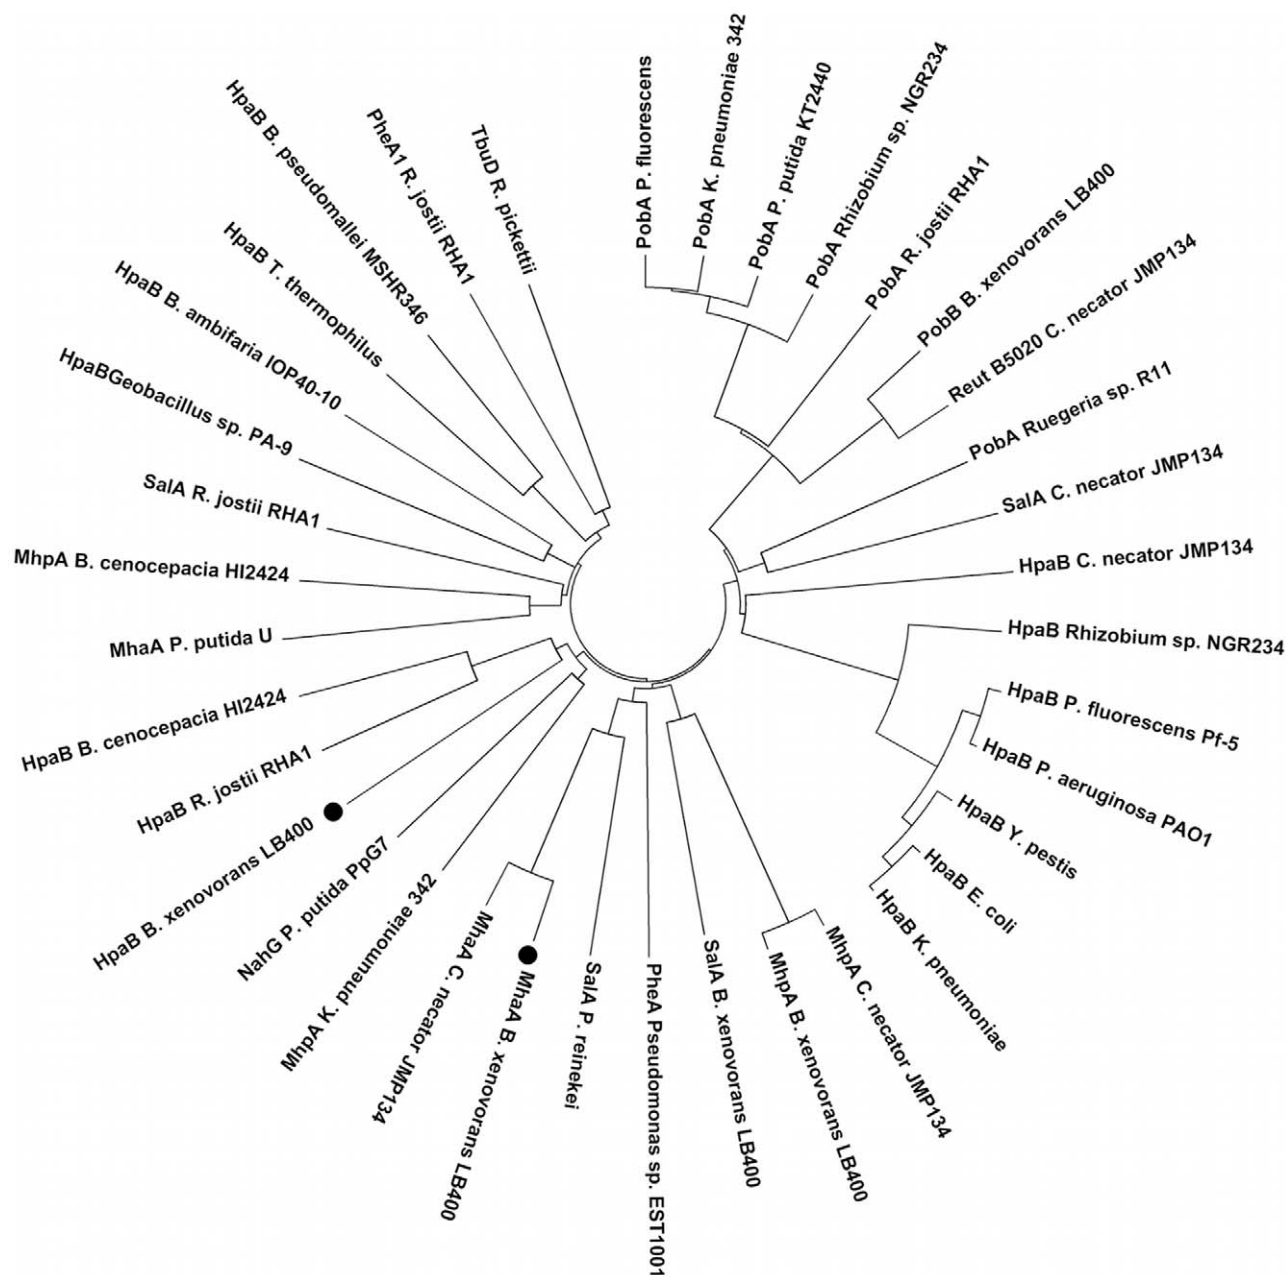 PobA P. fluorescens
PobA K. pneumoniae 342
PobA P. putida KT2440
PobA Rhizobium sp. NGR234
PobA R. jostii RHA1
PobB B. xenovorans LB400
Reut B5020 C. necator JMP134
PobA Ruegeria sp. R11
SalA C. necator JMP134
HpaB C. necator JMP134
HpaB Rhizobium sp. NGR234
HpaB P. fluorescens Pf-5
HpaB P. aeruginosa PAO1
HpaB Y. pestis
HpaB E. coli
HpaB K. pneumoniae
MhpA C. necator JMP134
MhpA B. xenovorans LB400
SalA B. xenovorans LB400
PheA Pseudomonas sp. EST1001
SalA P. reinekei
MhaA B. xenovorans LB400
MhaA C. necator JMP134
MhpA K. pneumoniae 342
NahG P. putida PpG7
HpaB B. xenovorans LB400
HpaB R. jostii RHA1
HpaB B. cenocepacia HI2424
MhaA P. putida U
MhpA B. cenocepacia HI2424
SalA R. jostii RHA1
HpaBGeobacillus sp. PA-9
HpaB B. ambifaria IOP40-10
HpaB T. thermophilus
HpaB B. pseudomallei MSHR346
PheA1 R. jostii RHA1
TbuD R. pickettii